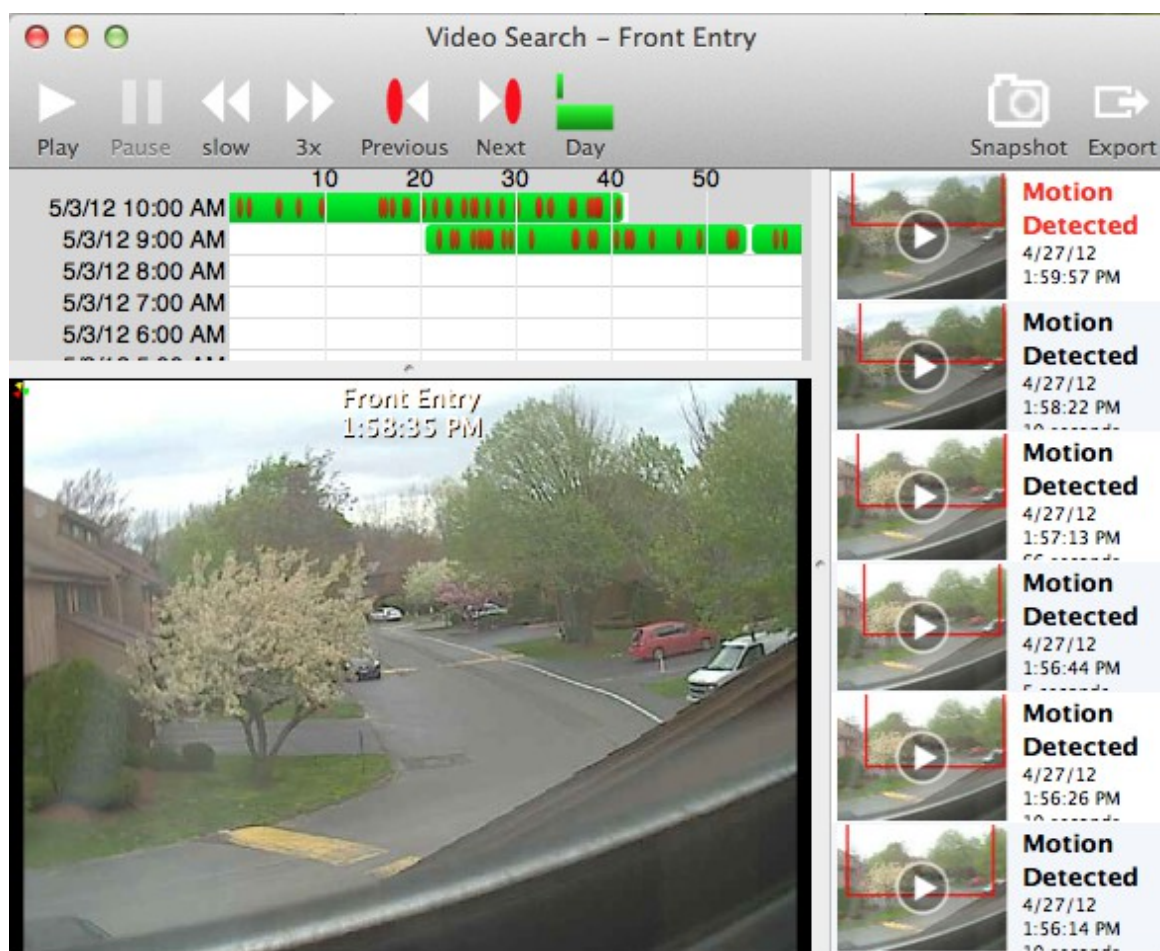 Video Search – Front Entry
Play Pause slow 3x Previous Next Day Snapshot Export
10 20 30 40 50
5/3/12 10:00 AM
5/3/12 9:00 AM
5/3/12 8:00 AM
5/3/12 7:00 AM
5/3/12 6:00 AM
Front Entry
1:58:35 PM
Motion
Detected
4/27/12
1:59:57 PM
Motion
Detected
4/27/12
1:58:22 PM
Motion
Detected
4/27/12
1:57:13 PM
Motion
Detected
4/27/12
1:56:44 PM
Motion
Detected
4/27/12
1:56:26 PM
Motion
Detected
4/27/12
1:56:14 PM